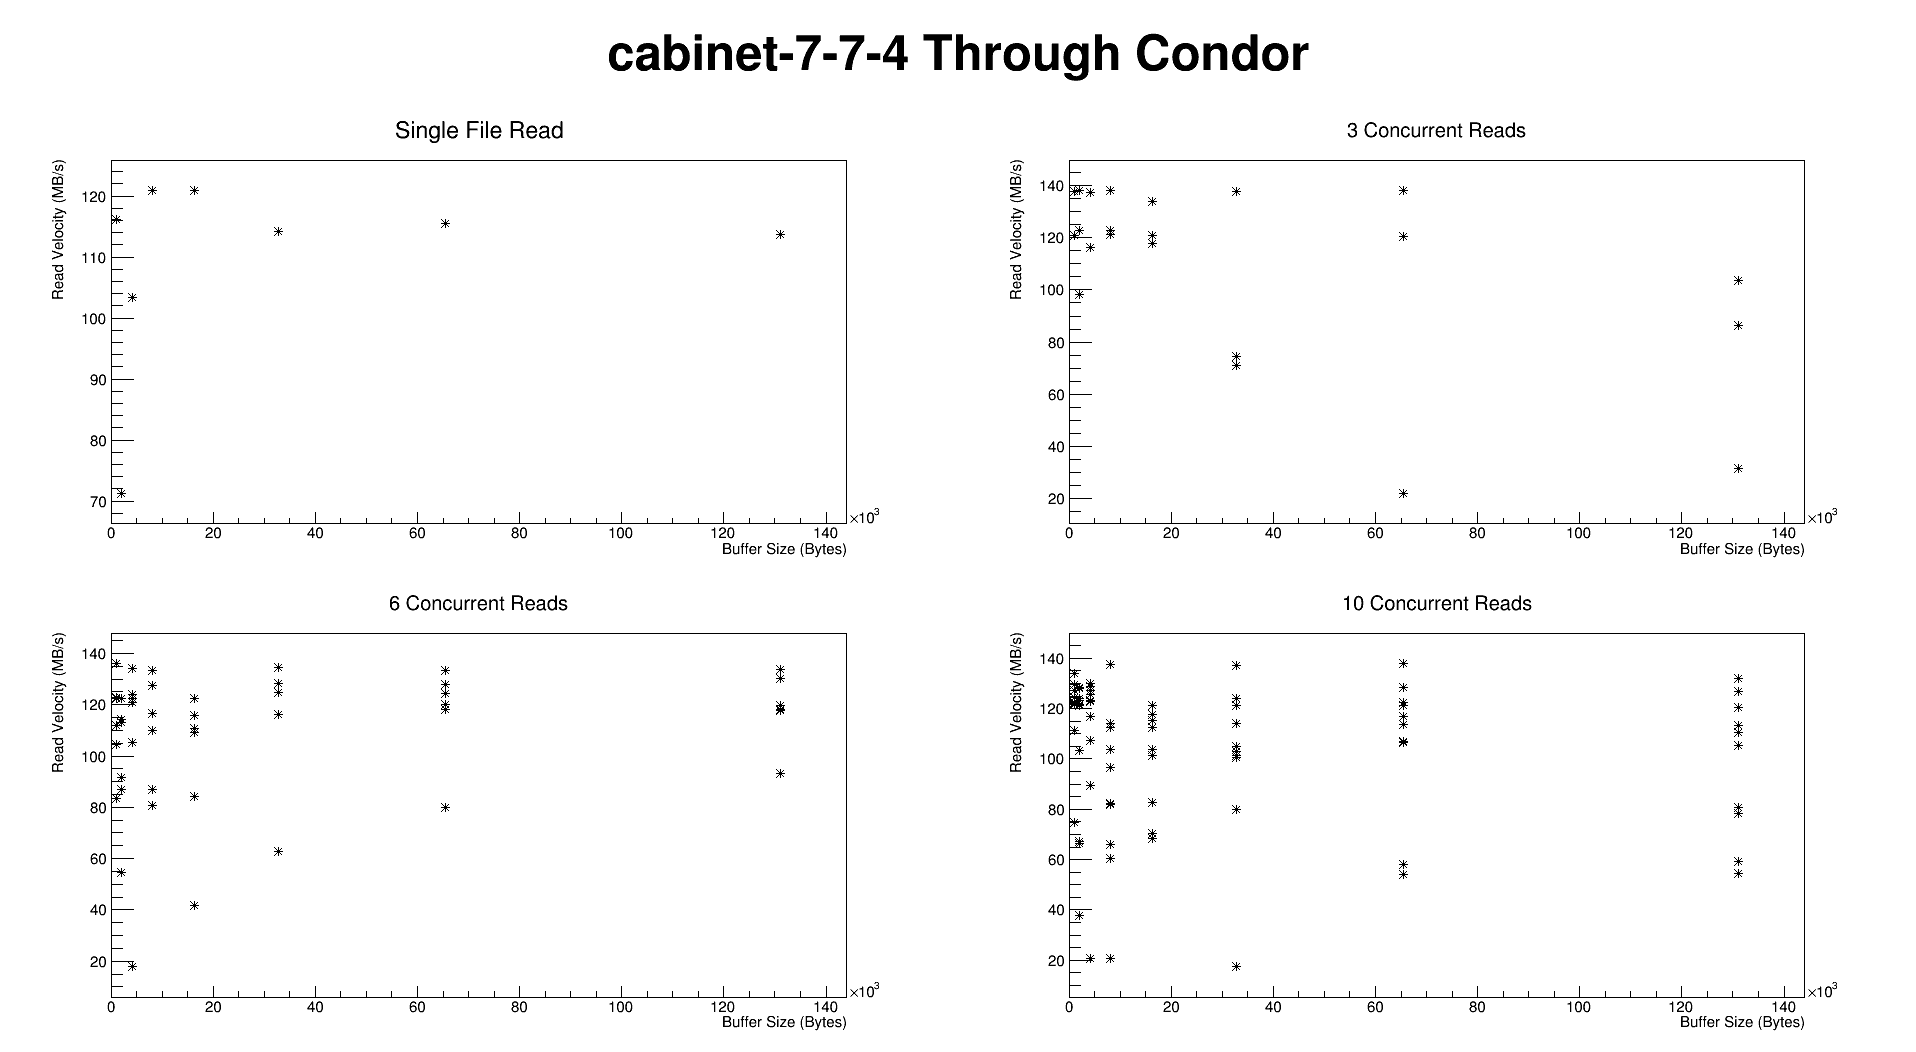 cabinet-7-7-4 Through Condor
Single File Read
Read Velocity (MB/s)
120
110
100
90
80
70
0 20 40 60 80 100 120 140
×10³
Buffer Size (Bytes)
3 Concurrent Reads
Read Velocity (MB/s)
140
120
100
80
60
40
20
0 20 40 60 80 100 120 140
×10³
Buffer Size (Bytes)
6 Concurrent Reads
Read Velocity (MB/s)
140
120
100
80
60
40
20
0 20 40 60 80 100 120 140
×10³
Buffer Size (Bytes)
10 Concurrent Reads
Read Velocity (MB/s)
140
120
100
80
60
40
20
0 20 40 60 80 100 120 140
×10³
Buffer Size (Bytes)